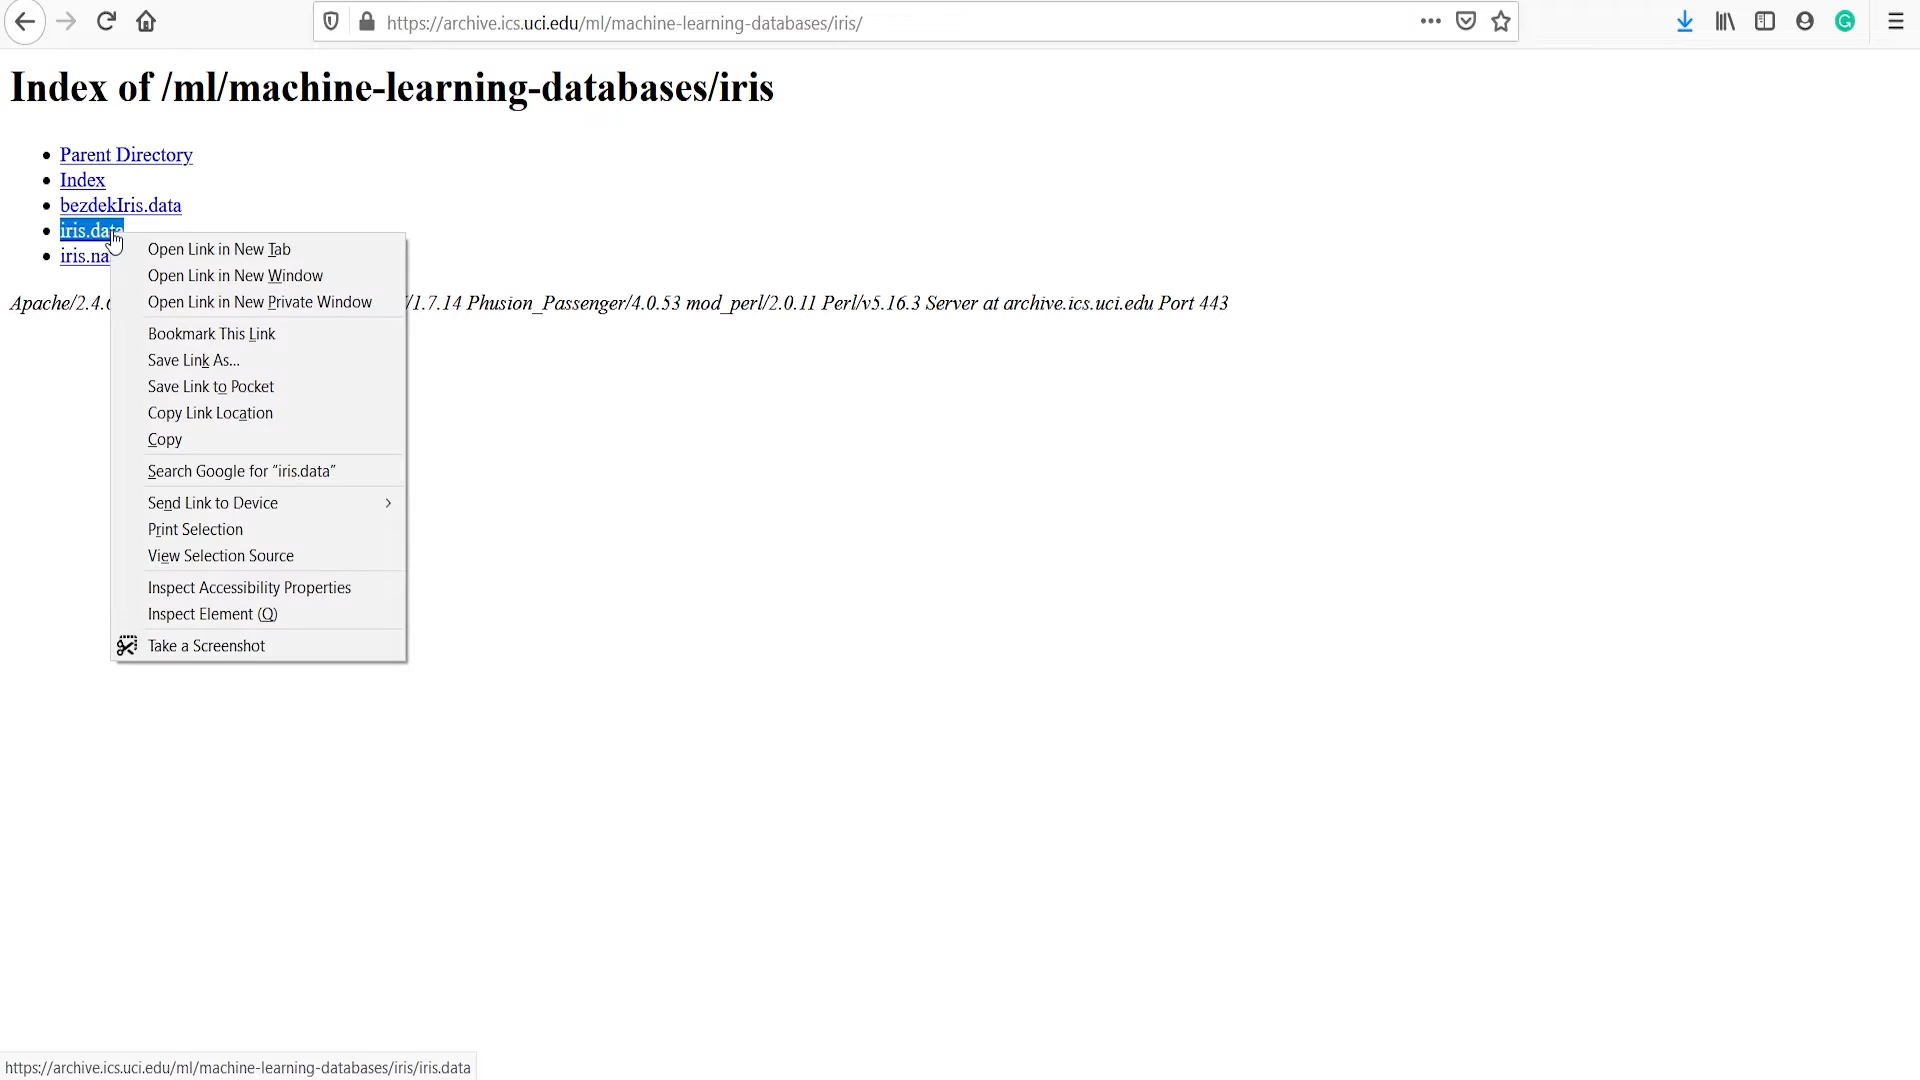 https://archive.ics.uci.edu/ml/machine-learning-databases/iris/
Index of /ml/machine-learning-databases/iris
Parent Directory
Index
bezdekIris.data
iris.data
iris.na
Apache/2.4. /1.7.14 Phusion_Passenger/4.0.53 mod_perl/2.0.11 Perl/v5.16.3 Server at archive.ics.uci.edu Port 443
Open Link in New Tab
Open Link in New Window
Open Link in New Private Window
Bookmark This Link
Save Link As...
Save Link to Pocket
Copy Link Location
Copy
Search Google for “iris.data”
Send Link to Device
Print Selection
View Selection Source
Inspect Accessibility Properties
Inspect Element (Q)
Take a Screenshot
https://archive.ics.uci.edu/ml/machine-learning-databases/iris/iris.data